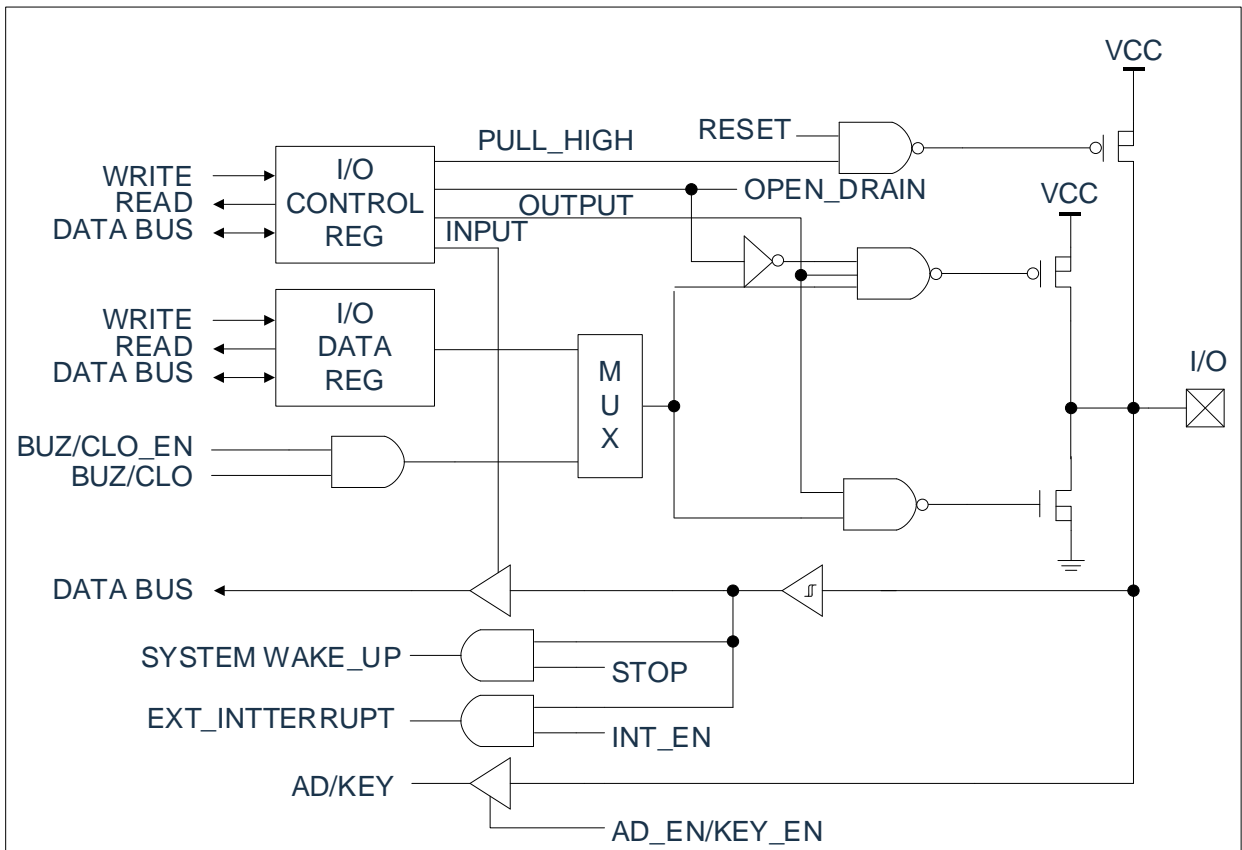 VCC
RESET
PULL_HIGH
WRITE
READ
DATA BUS
I/O
CONTROL
REG
OPEN_DRAIN
OUTPUT
INPUT
VCC
WRITE
READ
DATA BUS
I/O
DATA
REG
M
U
X
I/O
BUZ/CLO_EN
BUZ/CLO
DATA BUS
SYSTEM WAKE_UP
STOP
EXT_INTTERRUPT
INT_EN
AD/KEY
AD_EN/KEY_EN